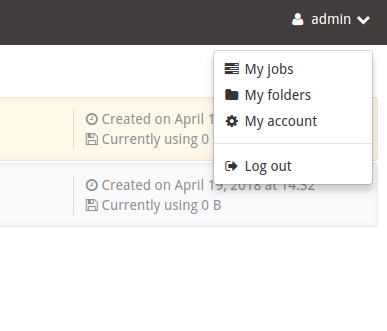 admin
My jobs
My folders
My account
Log out
Created on April 1
Currently using 0
Created on April 19, 2018 at 14:32
Currently using 0 B